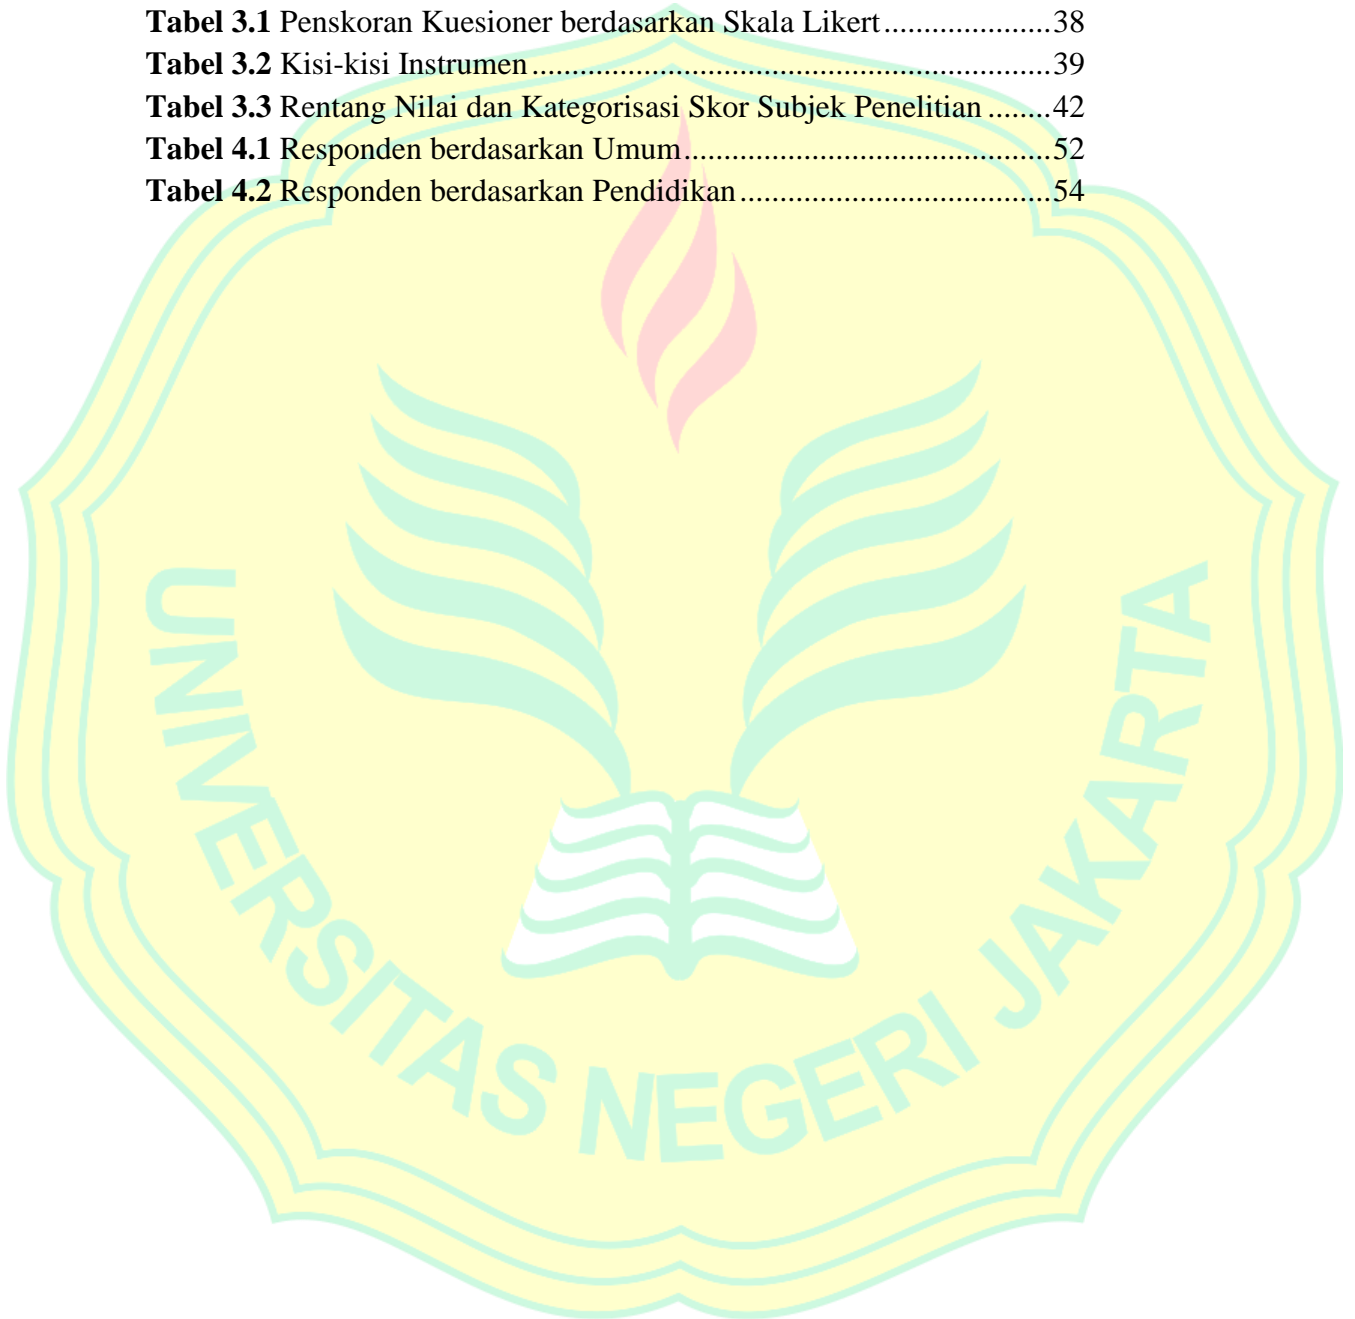 Tabel 3.1 Penskoran Kuesioner berdasarkan Skala Likert.....................38
Tabel 3.2 Kisi-kisi Instrumen.................................................................39
Tabel 3.3 Rentang Nilai dan Kategorisasi Skor Subjek Penelitian ........42
Tabel 4.1 Responden berdasarkan Umum..............................................52
Tabel 4.2 Responden berdasarkan Pendidikan.......................................54
UNIVERSITAS NEGERI JAKARTA